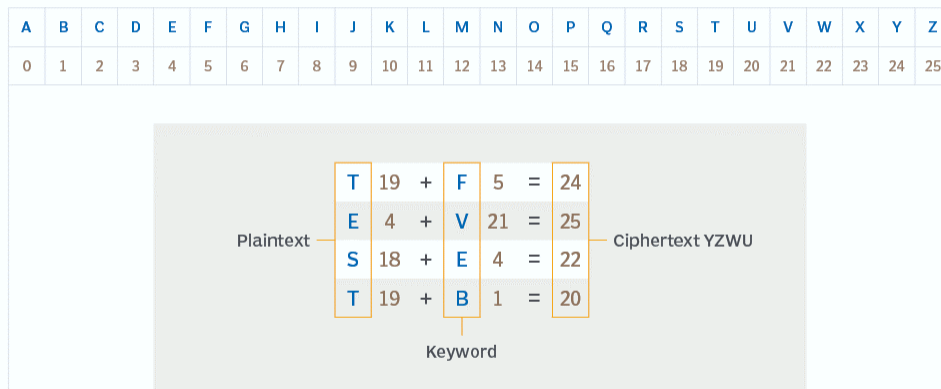 A B C D E F G H I J K L M N O P Q R S T U V W X Y Z
0 1 2 3 4 5 6 7 8 9 10 11 12 13 14 15 16 17 18 19 20 21 22 23 24 25
T 19 + F 5 = 24
E 4 + V 21 = 25
Plaintext Ciphertext YZWU
S 18 + E 4 = 22
T 19 + B 1 = 20
Keyword